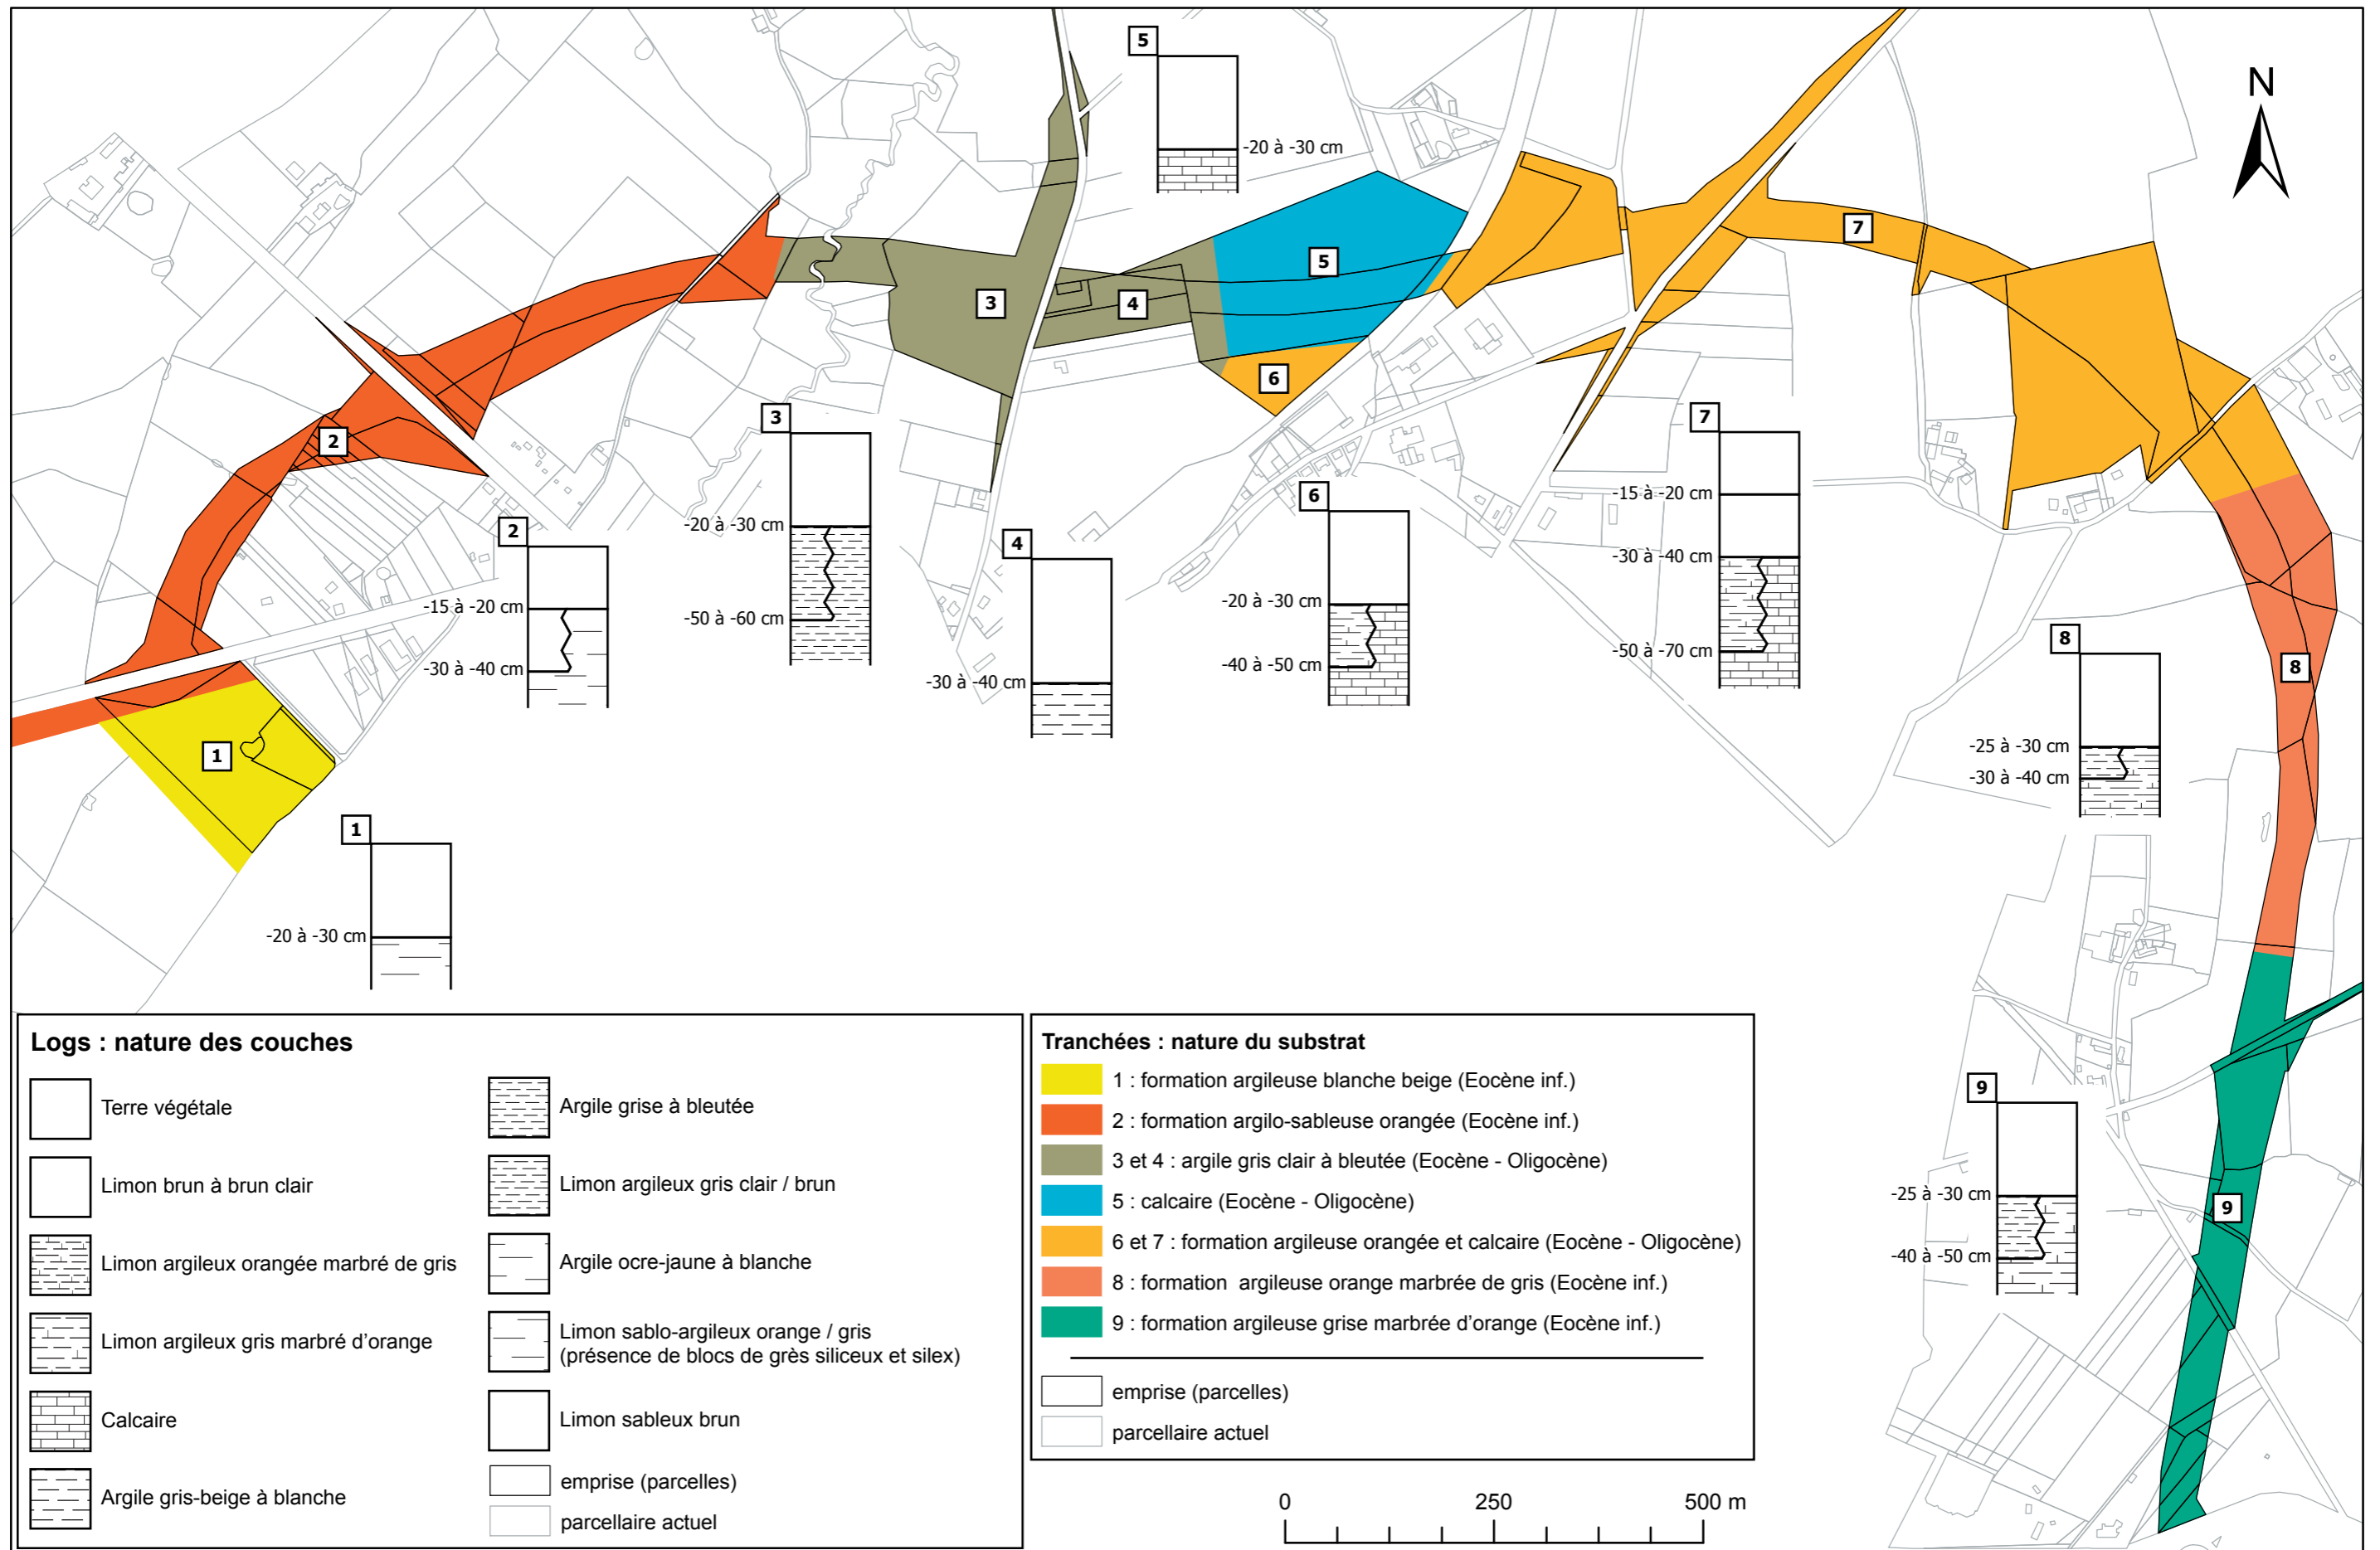 5
-20 à -30 cm
N
7
5
3
4
2
6
3
-20 à -30 cm
-50 à -60 cm
7
-15 à -20 cm
-30 à -40 cm
-50 à -70 cm
6
-20 à -30 cm
-40 à -50 cm
2
-15 à -20 cm
-30 à -40 cm
4
-30 à -40 cm
8
8
-25 à -30 cm
-30 à -40 cm
1
1
-20 à -30 cm
9
-25 à -30 cm
-40 à -50 cm
9
Logs : nature des couches
Terre végétale
Limon brun à brun clair
Limon argileux orangée marbré de gris
Limon argileux gris marbré d'orange
Calcaire
Argile gris-beige à blanche
Argile grise à bleutée
Limon argileux gris clair / brun
Argile ocre-jaune à blanche
Limon sablo-argileux orange / gris
(présence de blocs de grès siliceux et silex)
Limon sableux brun
emprise (parcelles)
parcellaire actuel
Tranchées : nature du substrat
1 : formation argileuse blanche beige (Eocène inf.)
2 : formation argilo-sableuse orangée (Eocène inf.)
3 et 4 : argile gris clair à bleutée (Eocène - Oligocène)
5 : calcaire (Eocène - Oligocène)
6 et 7 : formation argileuse orangée et calcaire (Eocène - Oligocène)
8 : formation  argileuse orange marbrée de gris (Eocène inf.)
9 : formation argileuse grise marbrée d'orange (Eocène inf.)
emprise (parcelles)
parcellaire actuel
0 250 500 m